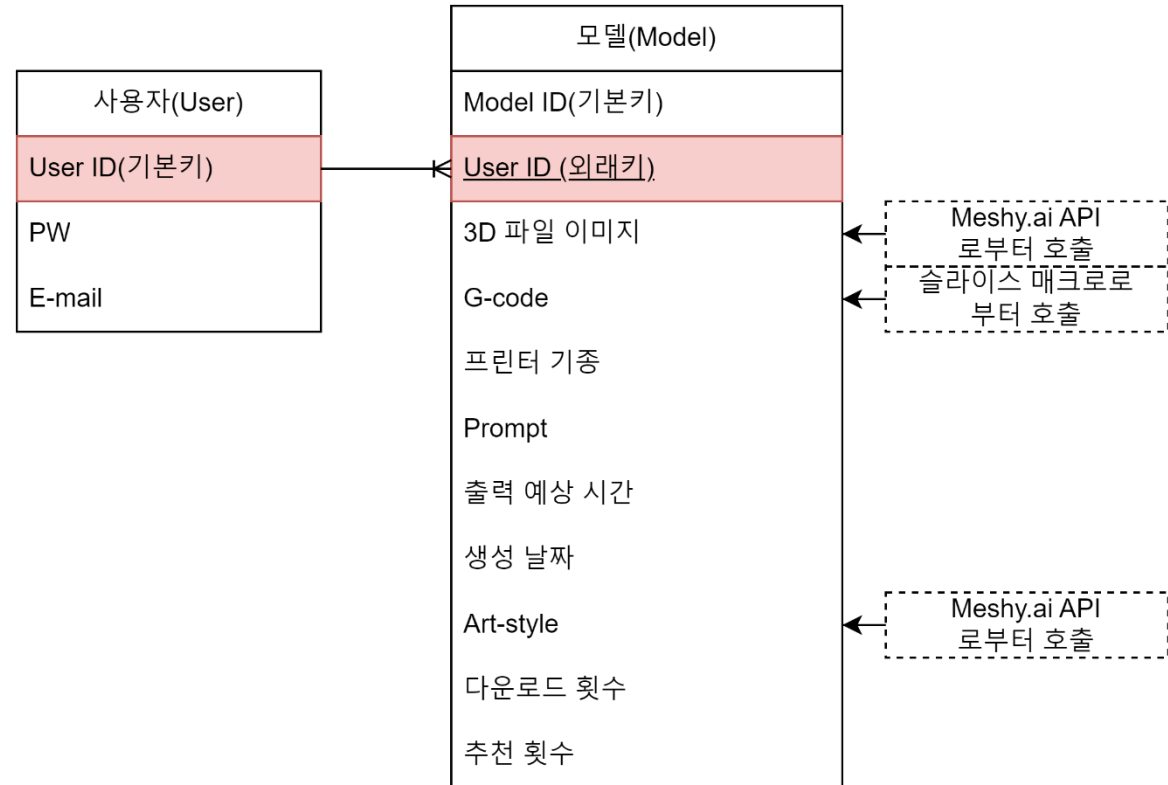 사용자(User)
User ID(기본키)
PW
E-mail
모델(Model)
Model ID(기본키)
User ID (외래키)
3D 파일 이미지
G-code
프린터 기종
Prompt
출력 예상 시간
생성 날짜
Art-style
다운로드 횟수
추천 횟수
Meshy.ai API
로부터 호출
슬라이스 매크로로
부터 호출
Meshy.ai API
로부터 호출